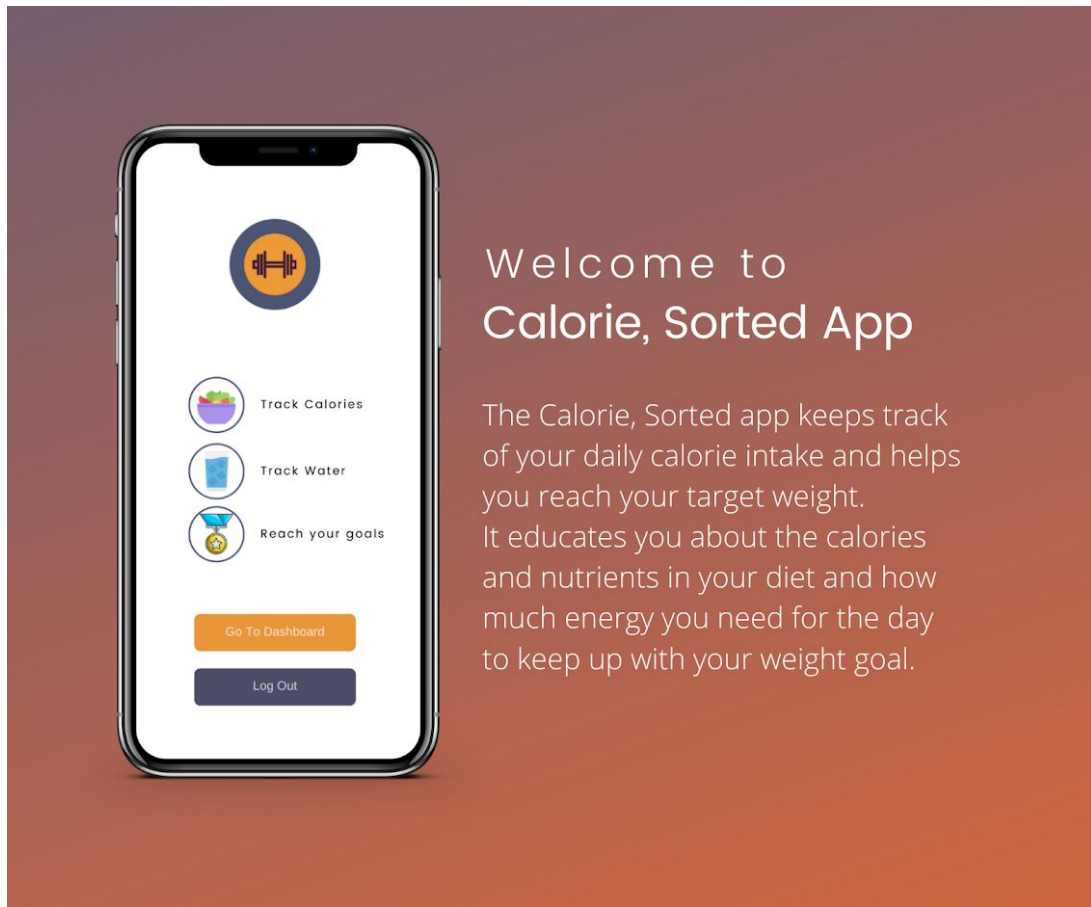 Track Calories
Track Water
Reach your goals
Go To Dashboard
Log Out
Welcome to
Calorie, Sorted App
The Calorie, Sorted app keeps track
of your daily calorie intake and helps
you reach your target weight.
It educates you about the calories
and nutrients in your diet and how
much energy you need for the day
to keep up with your weight goal.